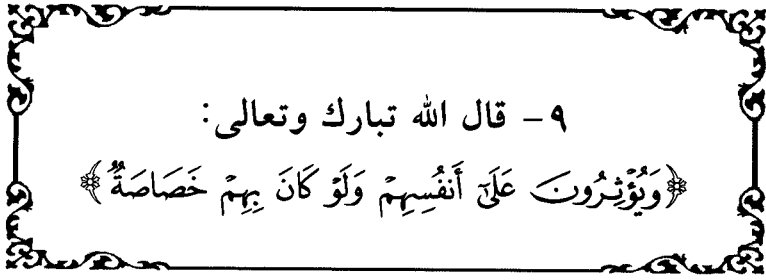 ٩- قال الله تبارك وتعالى:
﴿وَيُؤْثِرُونَ عَلَىٰٓ أَنفُسِهِمْ وَلَوْ كَانَ بِهِمْ خَصَاصَةٌ﴾